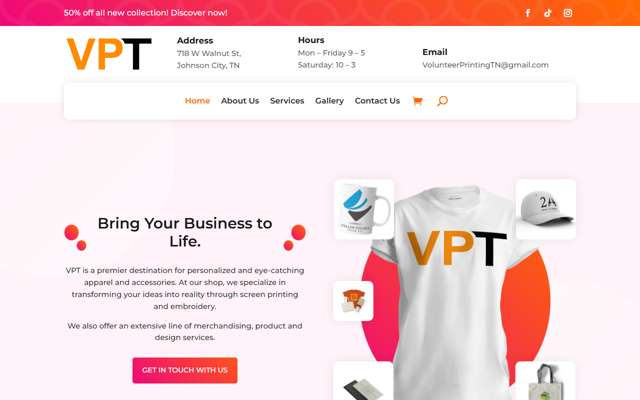 50% off all new collection! Discover now!
VPT
Address
718 W Walnut St,
Johnson City, TN
Hours
Mon – Friday 9 – 5
Saturday: 10 – 3
Email
VolunteerPrintingTN@gmail.com
Home About Us Services Gallery Contact Us
Bring Your Business to
Life.
VPT is a premier destination for personalized and eye-catching
apparel and accessories. At our shop, we specialize in
transforming your ideas into reality through screen printing
and embroidery.
We also offer an extensive line of merchandising, product and
design services.
GET IN TOUCH WITH US
VPT